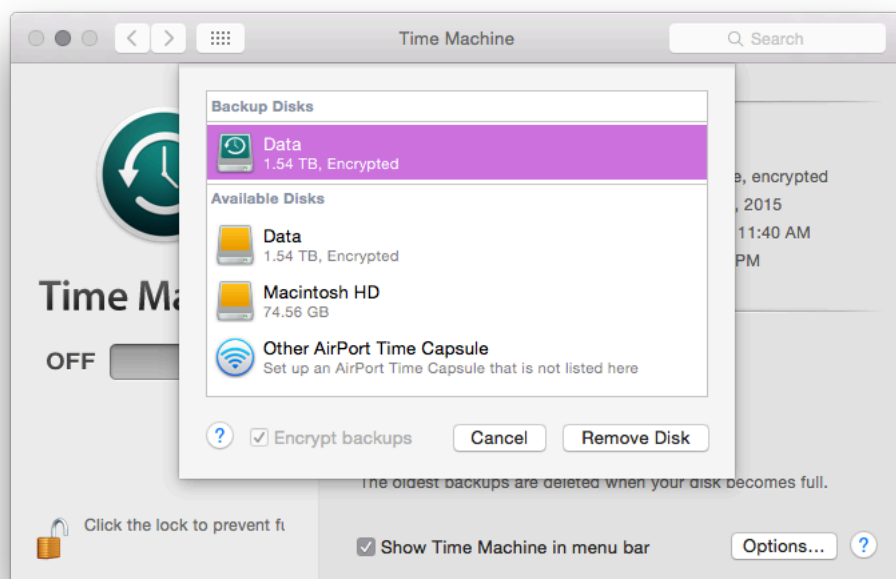 Time Machine
Search
Backup Disks
Data
1.54 TB, Encrypted
Available Disks
Data
1.54 TB, Encrypted
Macintosh HD
74.56 GB
Other AirPort Time Capsule
Set up an AirPort Time Capsule that is not listed here
? Encrypt backups Cancel Remove Disk
e, encrypted
, 2015
11:40 AM
PM
Time Ma
OFF
The oldest backups are deleted when your disk becomes full.
Click the lock to prevent fu
Show Time Machine in menu bar Options... ?